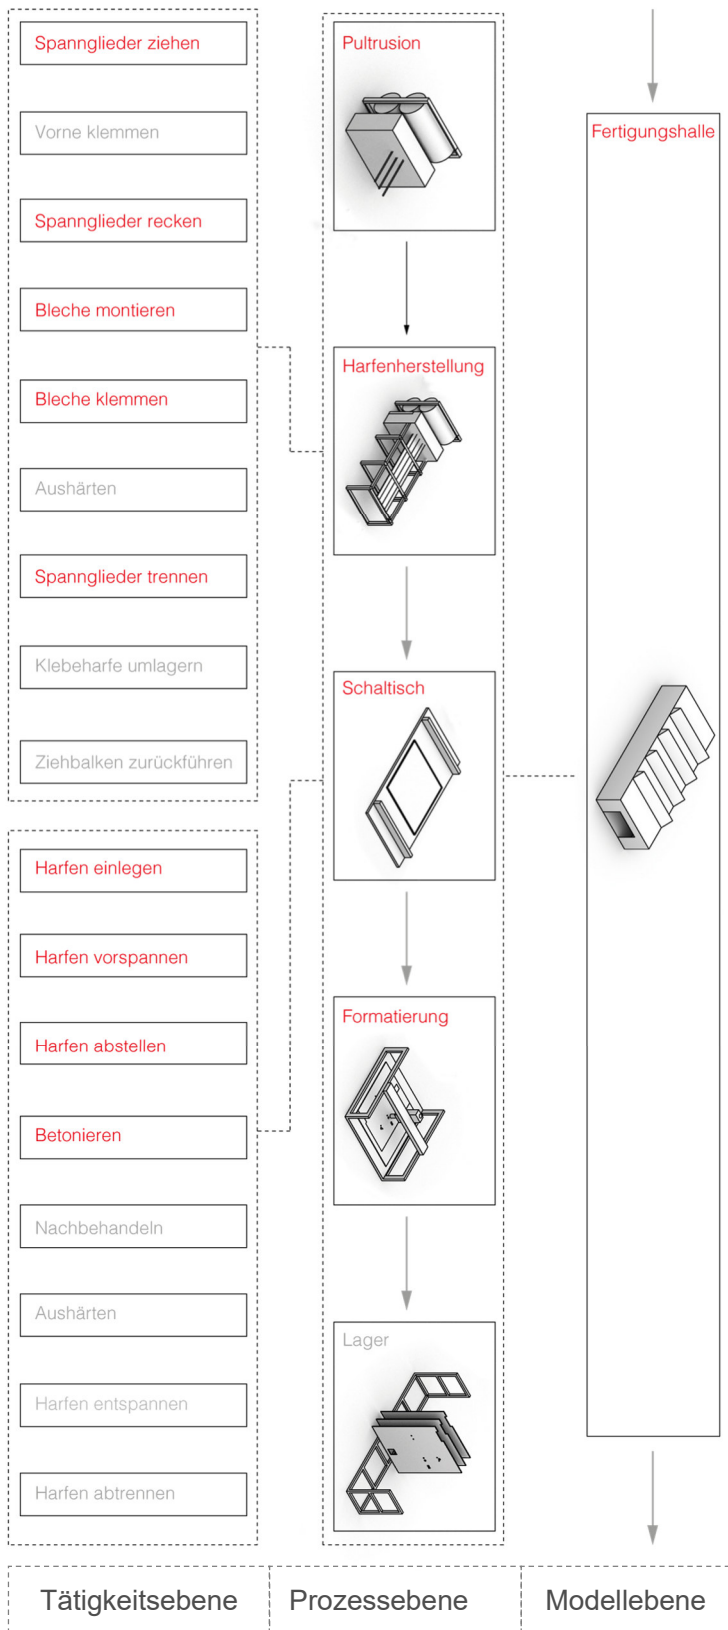 Spannglieder ziehen
Vorne klemmen
Spannglieder recken
Bleche montieren
Bleche klemmen
Aushärten
Spannglieder trennen
Klebeharfe umlagern
Ziehbalken zurückführen
Harfen einlegen
Harfen vorspannen
Harfen abstellen
Betonieren
Nachbehandeln
Aushärten
Harfen entspannen
Harfen abtrennen
Pultrusion
Harfenherstellung
Schaltisch
Formatierung
Lager
Fertigungshalle
Tätigkeitsebene
Prozessebene
Modellebene